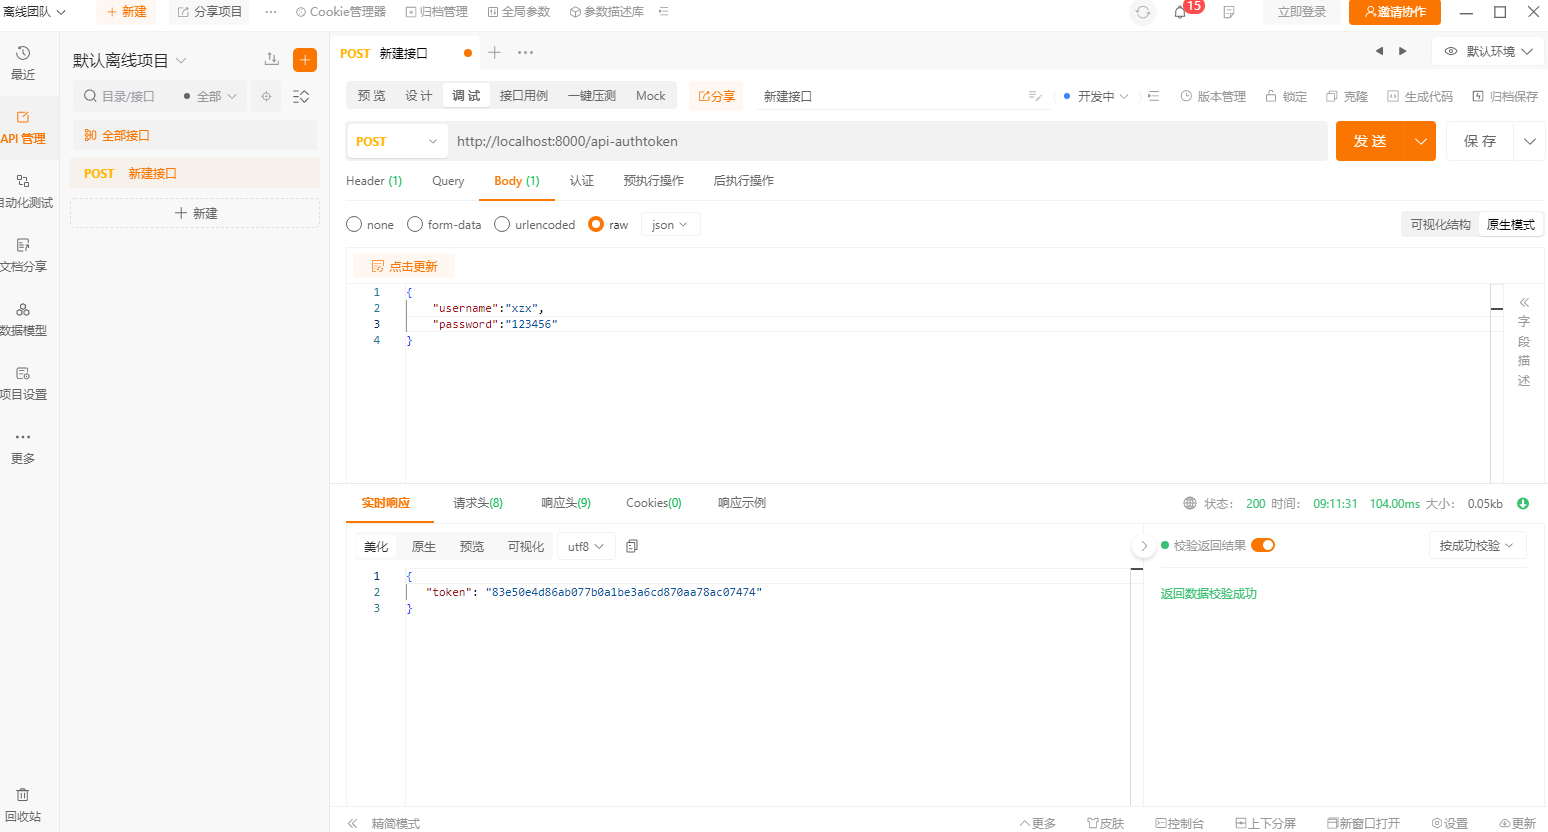 离线团队 新建 分享项目 ··· Cookie管理器 归档管理 全局参数 参数描述库 15 立即登录 邀请协作
最近
API 管理
自动化测试
文档分享
数据模型
项目设置
更多
回收站
默认离线项目
目录/接口 全部
全部接口
POST 新建接口
新建
POST 新建接口 ··· 默认环境
预 览 设 计 调 试 接口用例 一键压测 Mock 分享 新建接口 开发中 版本管理 锁定 克隆 生成代码 归档保存
POST http://localhost:8000/api-authtoken 发 送 保 存
Header (1) Query Body (1) 认证 预执行操作 后执行操作
none form-data urlencoded raw json 可视化结构 原生模式
点击更新
1 {
2 "username":"xzx",
3 "password":"123456"
4 }
字
段
描
述
实时响应 请求头(8) 响应头(9) Cookies(0) 响应示例 状态: 200 时间: 09:11:31 104.00ms 大小: 0.05kb
美化 原生 预览 可视化 utf8 校验返回结果 按成功校验
1 {
2 "token": "83e50e4d86ab077b0a1be3a6cd870aa78ac07474"
3 }
返回数据校验成功
精简模式 更多 皮肤 控制台 上下分屏 新窗口打开 设置 更新